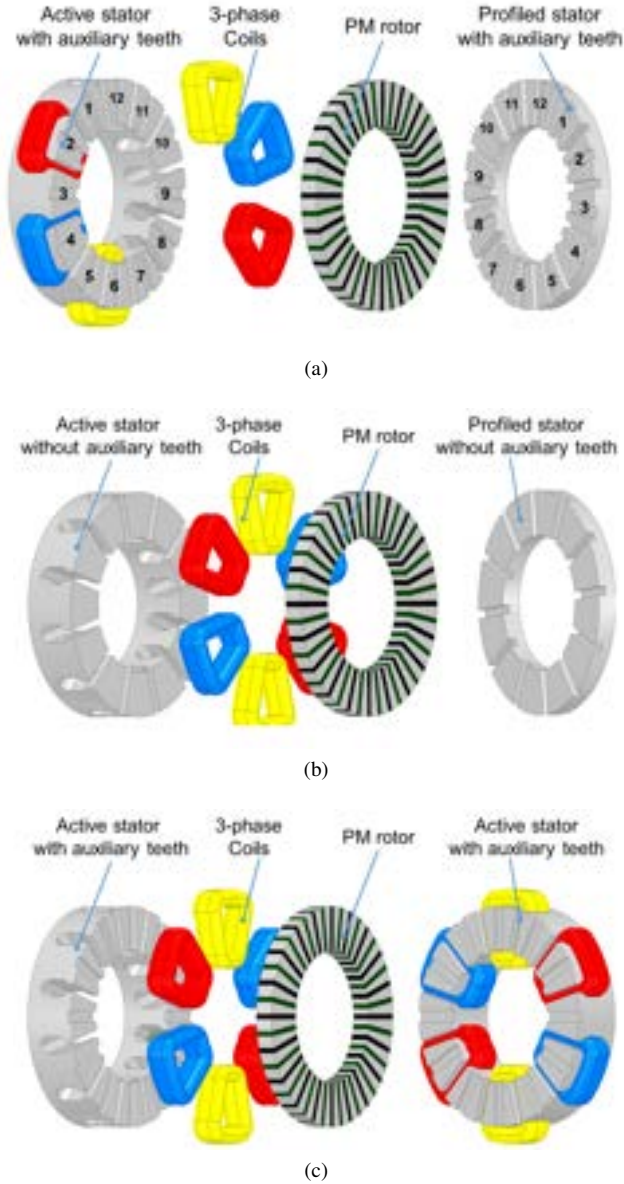 Active stator
with auxiliary teeth
3-phase
Coils
PM rotor
Profiled stator
with auxiliary teeth
1 12 11
2 10
3 9
4 8
5 6 7
11 12 1
10 2
9 3
8 4
7 6 5
(a)
Active stator
without auxiliary teeth
3-phase
Coils
PM rotor
Profiled stator
without auxiliary teeth
(b)
Active stator
with auxiliary teeth
3-phase
Coils
PM rotor
Active stator
with auxiliary teeth
(c)